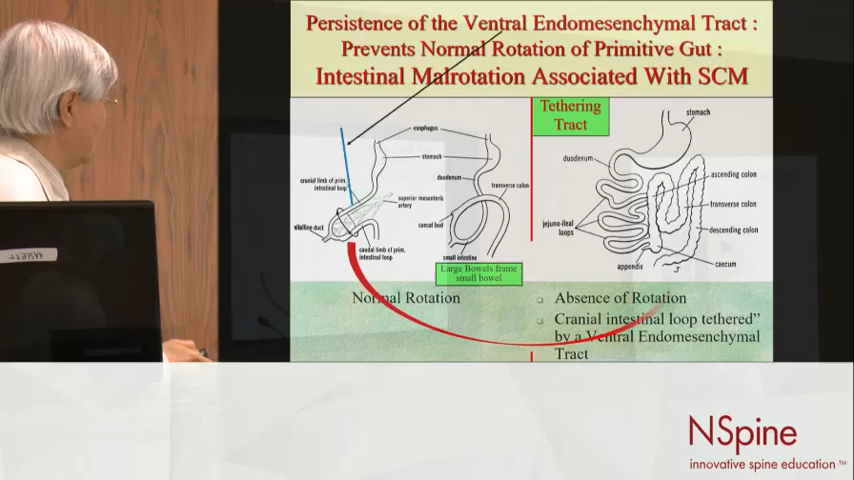 Persistence of the Ventral Endomesenchymal Tract :
Prevents Normal Rotation of Primitive Gut :
Intestinal Malrotation Associated With SCM
Tethering
Tract
esophagus
stomach
duodenum
transverse colon
cranial limb of prim.
intestinal loop
superior mesenteric
artery
vitelline duct
caecal bud
caudal limb of prim.
intestinal loop
small intestine
Large Bowels frame
small bowel
stomach
duodenum
ascending colon
transverse colon
jejuno-ileal
loops
descending colon
appendix
caecum
Normal Rotation
Absence of Rotation
Cranial intestinal loop tethered”
by a Ventral Endomesenchymal
Tract
NSpine
innovative spine education ™